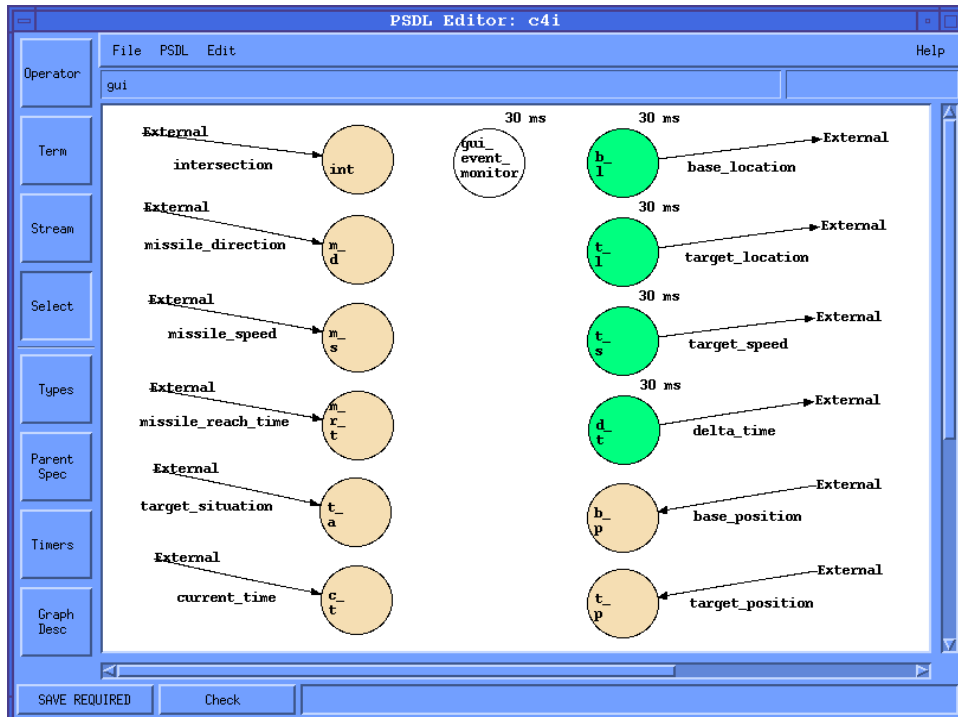 PSDL Editor: c4i
File PSDL Edit Help
Operator
gui
Term
Stream
Select
Types
Parent
Spec
Timers
Graph
Desc
External
intersection
int
30 ms
gui_
event_
monitor
30 ms
b_
l
External
base_location
External
missile_direction
m_
d
30 ms
t_
l
External
target_location
External
missile_speed
m_
s
30 ms
t_
s
External
target_speed
External
missile_reach_time
m_
r_
t
30 ms
d_
t
External
delta_time
External
target_situation
t_
a
b_
p
External
base_position
External
current_time
c_
t
t_
p
External
target_position
SAVE REQUIRED
Check